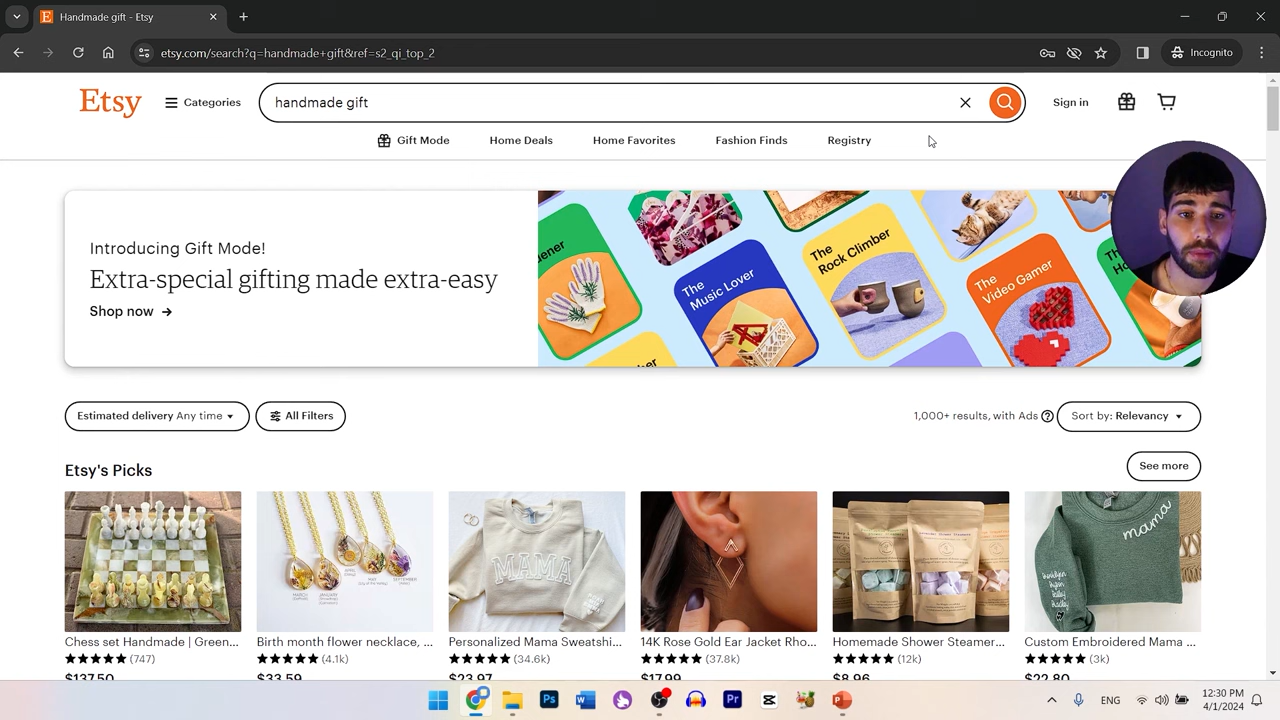 Handmade gift - Etsy
etsy.com/search?q=handmade+gift&ref=s2_qi_top_2
Incognito
Etsy
Categories
handmade gift
Sign in
Gift Mode
Home Deals
Home Favorites
Fashion Finds
Registry
Introducing Gift Mode!
Extra-special gifting made extra-easy
Shop now →
The
Music Lover
The
Rock Climber
The
Video Gamer
Estimated delivery Any time
All Filters
1,000+ results, with Ads
Sort by: Relevancy
Etsy's Picks
See more
MAMA
mama
Chess set Handmade | Green...
Birth month flower necklace, ...
Personalized Mama Sweatshi...
14K Rose Gold Ear Jacket Rho...
Homemade Shower Steamer...
Custom Embroidered Mama ...
(747)
(4.1k)
(34.6k)
(37.8k)
(12k)
(3k)
$137.50
$33.59
$23.97
$17.99
$8.96
$22.80
ENG
12:30 PM
4/1/2024